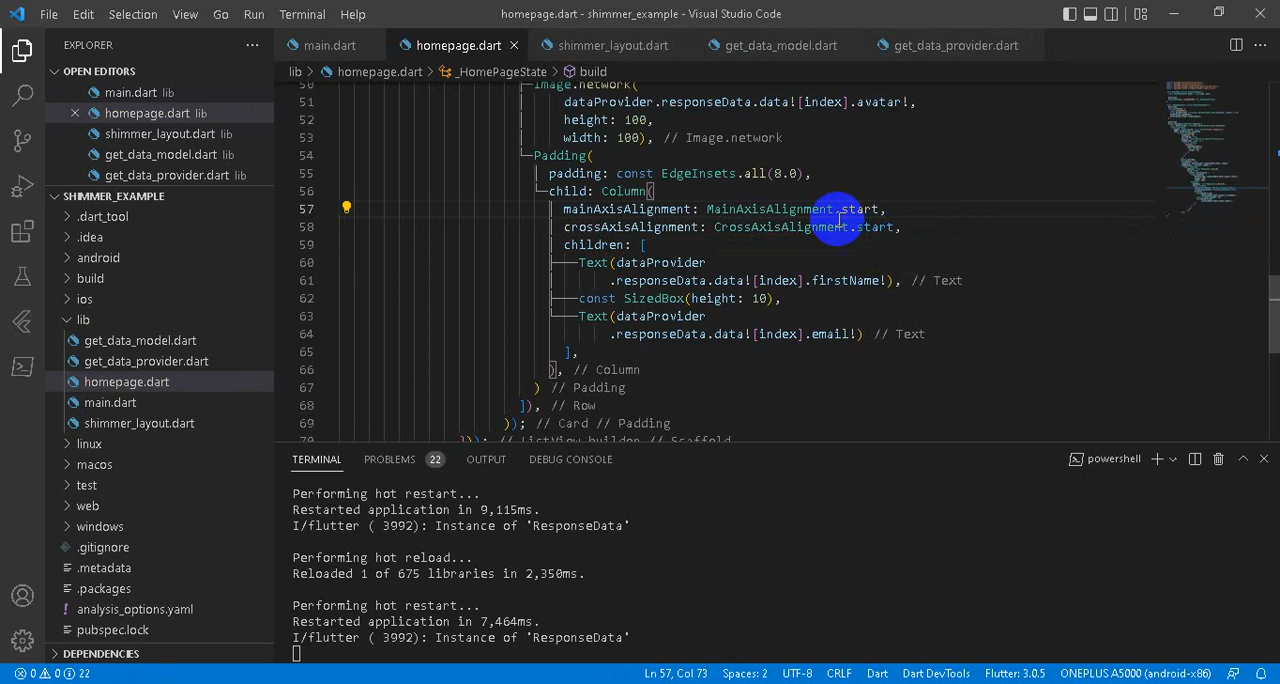 File Edit Selection View Go Run Terminal Help homepage.dart - shimmer_example - Visual Studio Code
EXPLORER
OPEN EDITORS
main.dart lib
homepage.dart lib
shimmer_layout.dart lib
get_data_model.dart lib
get_data_provider.dart lib
SHIMMER_EXAMPLE
.dart_tool
.idea
android
build
ios
lib
get_data_model.dart
get_data_provider.dart
homepage.dart
main.dart
shimmer_layout.dart
linux
macos
test
web
windows
.gitignore
.metadata
.packages
analysis_options.yaml
pubspec.lock
DEPENDENCIES
main.dart homepage.dart shimmer_layout.dart get_data_model.dart get_data_provider.dart
lib > homepage.dart > _HomePageState > build
50 Image.network(
51 dataProvider.responseData.data![index].avatar!,
52 height: 100,
53 width: 100), // Image.network
54 Padding(
55 padding: const EdgeInsets.all(8.0),
56 child: Column(
57 mainAxisAlignment: MainAxisAlignment.start,
58 crossAxisAlignment: CrossAxisAlignment.start,
59 children: [
60 Text(dataProvider
61 .responseData.data![index].firstName!), // Text
62 const SizedBox(height: 10),
63 Text(dataProvider
64 .responseData.data![index].email!) // Text
65 ],
66 ), // Column
67 ) // Padding
68 ]), // Row
69 )); // Card // Padding
70 })); // ListView.builder // Scaffold
TERMINAL PROBLEMS 22 OUTPUT DEBUG CONSOLE powershell
Performing hot restart...
Restarted application in 9,115ms.
I/flutter ( 3992): Instance of 'ResponseData'
Performing hot reload...
Reloaded 1 of 675 libraries in 2,350ms.
Performing hot restart...
Restarted application in 7,464ms.
I/flutter ( 3992): Instance of 'ResponseData'
0 0 22 Ln 57, Col 73 Spaces: 2 UTF-8 CRLF Dart Dart DevTools Flutter: 3.0.5 ONEPLUS A5000 (android-x86)